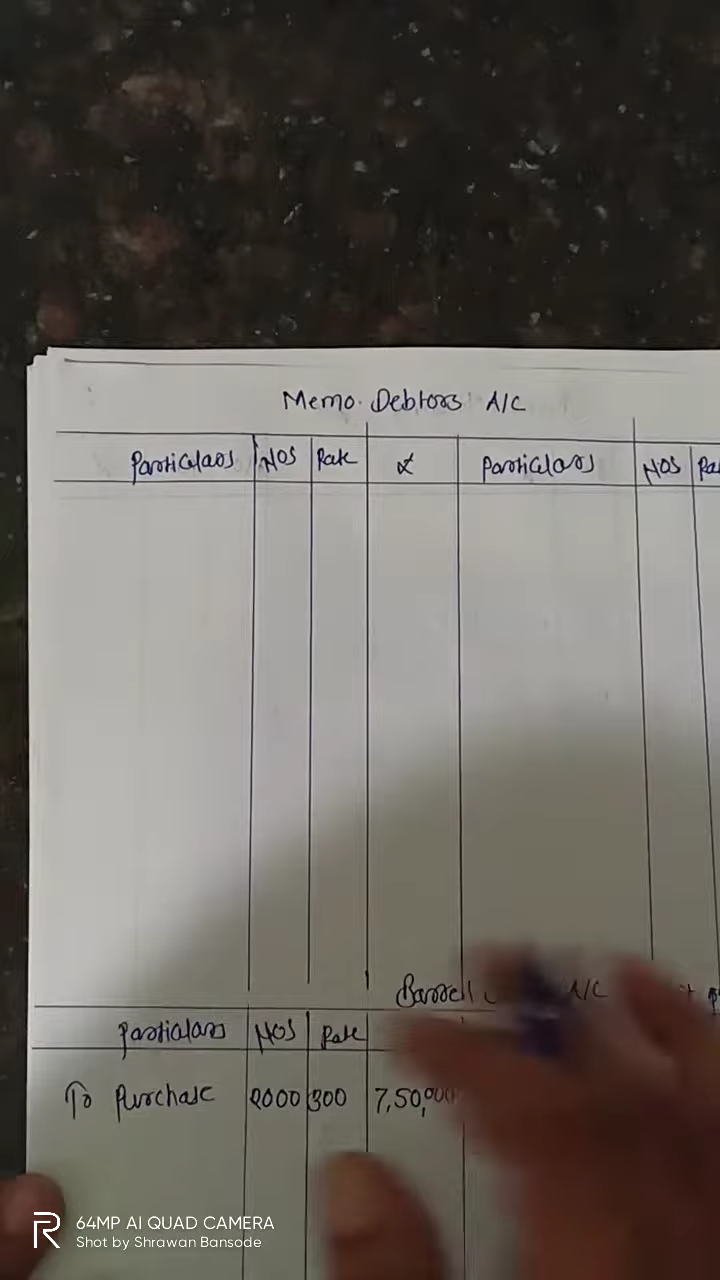 Memo. Debtors A/C
Particulars NOS Rate ₹ Particulars NOS
Barrell A/C
Particulars NOS Rate
To Purchase 2000 300 7,50,000
64MP AI QUAD CAMERA
Shot by Shrawan Bansode